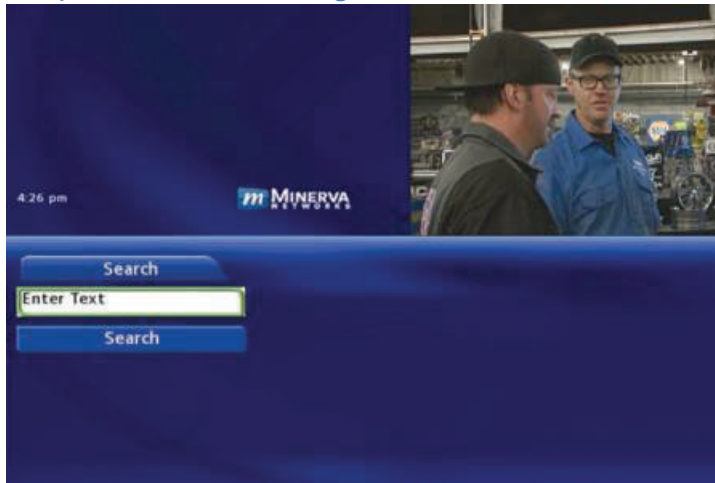 4:26 pm
m MINERVA
NETWORKS
Search
Enter Text
Search